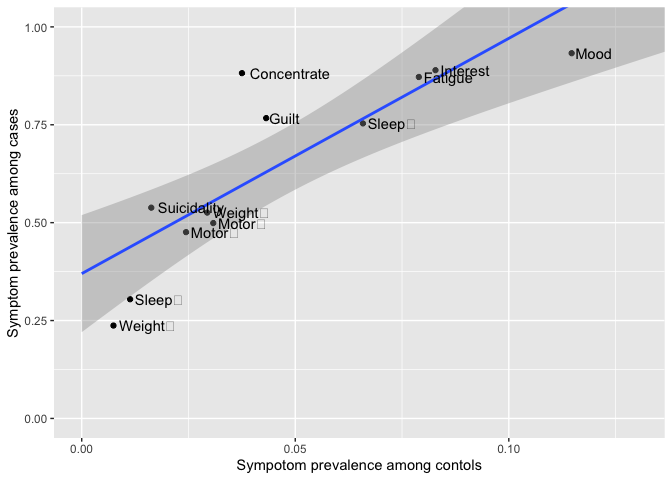 1.00
Mood
Interest
Concentrate
Fatigue
Guilt
0.75
Sleep
Suicidality
Weight
0.50
Motor
Motor
Sleep
0.25
Weight
0.00
0.00
0.05
0.10
Symptom prevalence among cases
Sympotom prevalence among contols